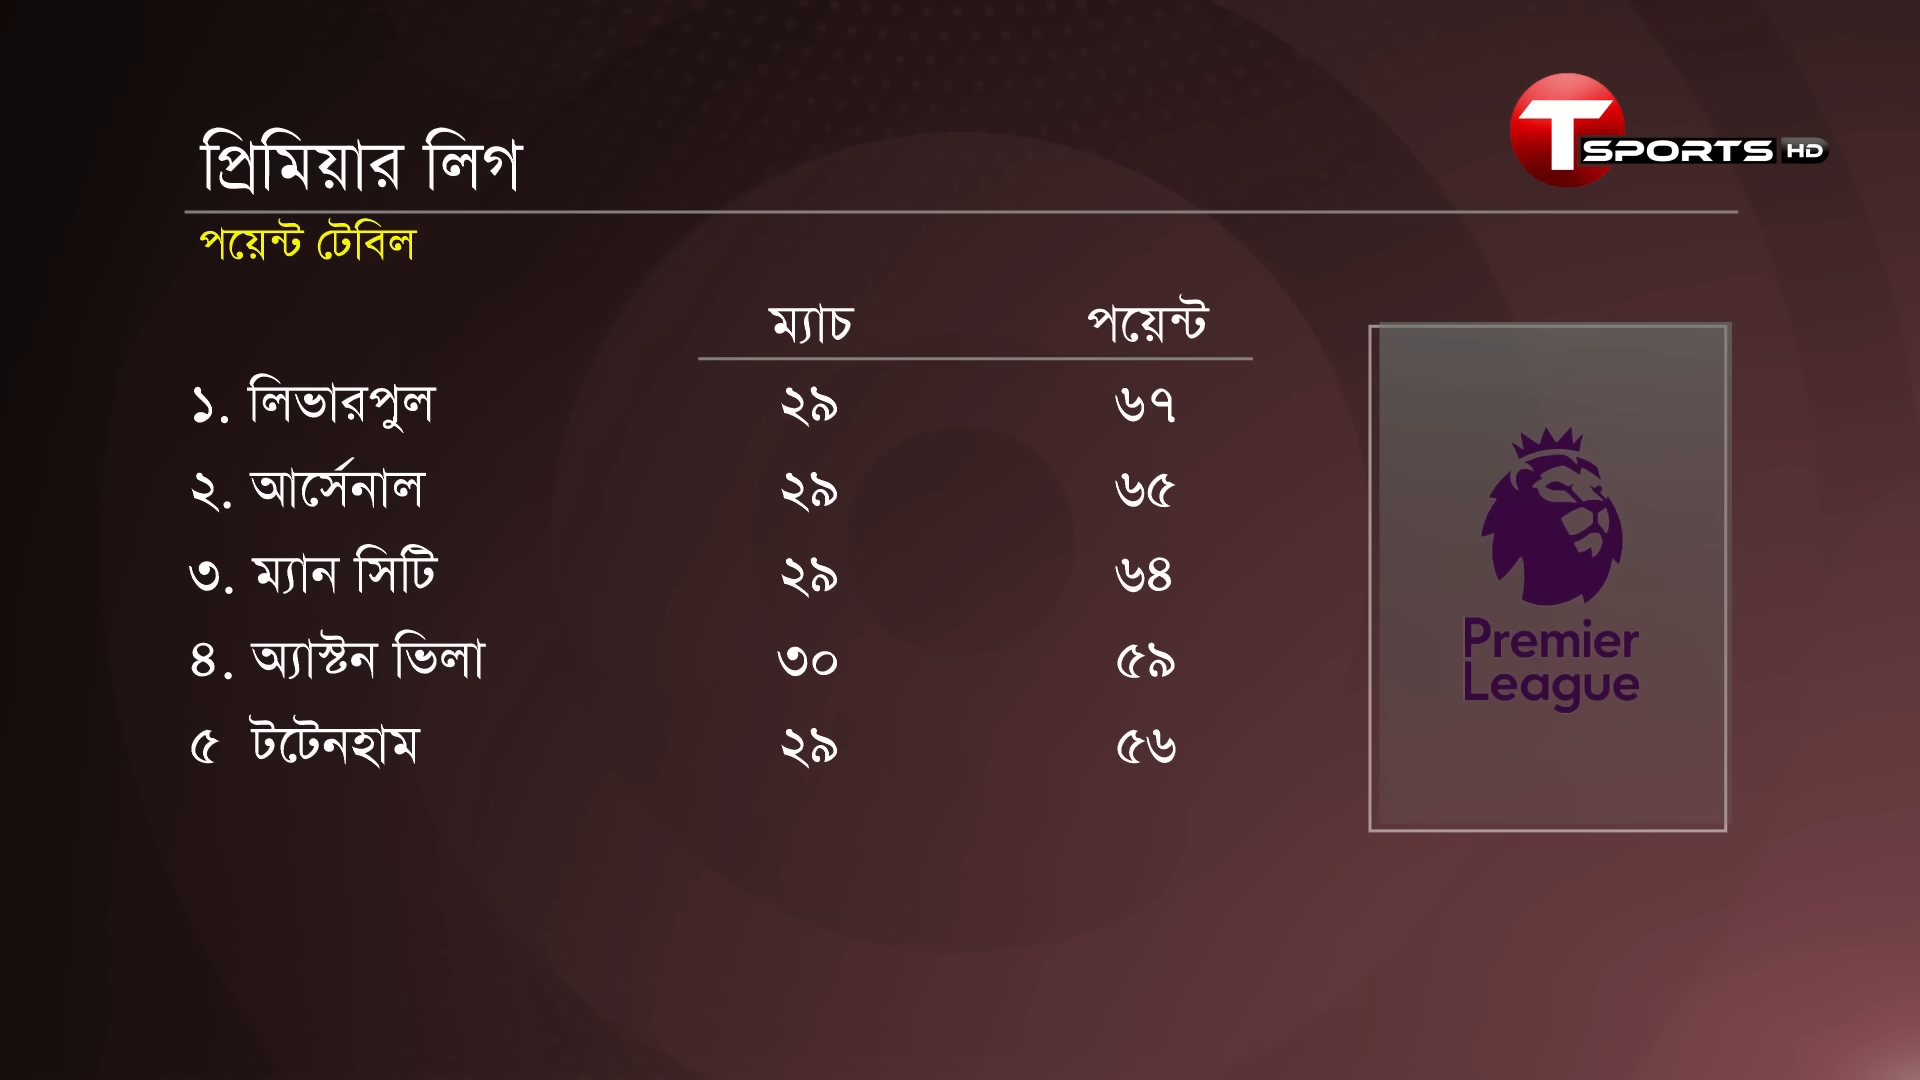 T SPORTS HD
প্রিমিয়ার লিগ
পয়েন্ট টেবিল
ম্যাচ পয়েন্ট
১. লিভারপুল ২৯ ৬৭
২. আর্সেনাল ২৯ ৬৫
৩. ম্যান সিটি ২৯ ৬৪
৪. অ্যাস্টন ভিলা ৩০ ৫৯
৫ টটেনহাম ২৯ ৫৬
Premier
League